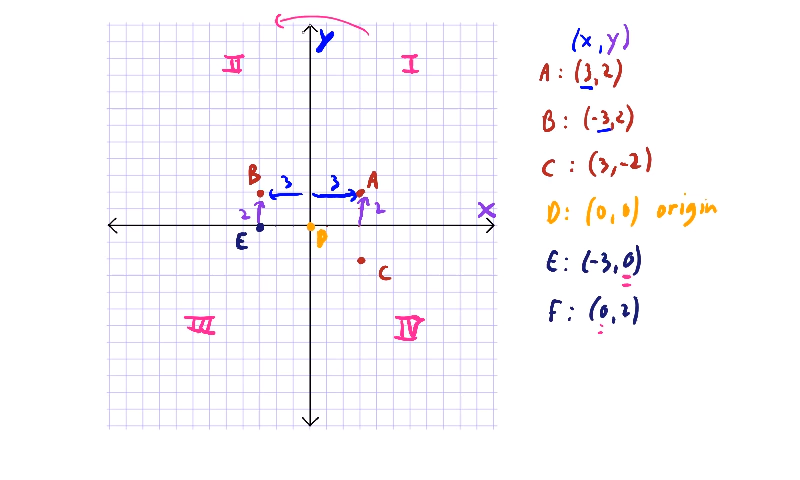 y
II
I
B
3
3
A
2
2
x
E
D
C
III
IV
(x, y)
A: (3, 2)
B: (-3, 2)
C: (3, -2)
D: (0, 0) origin
E: (-3, 0)
F: (0, 2)